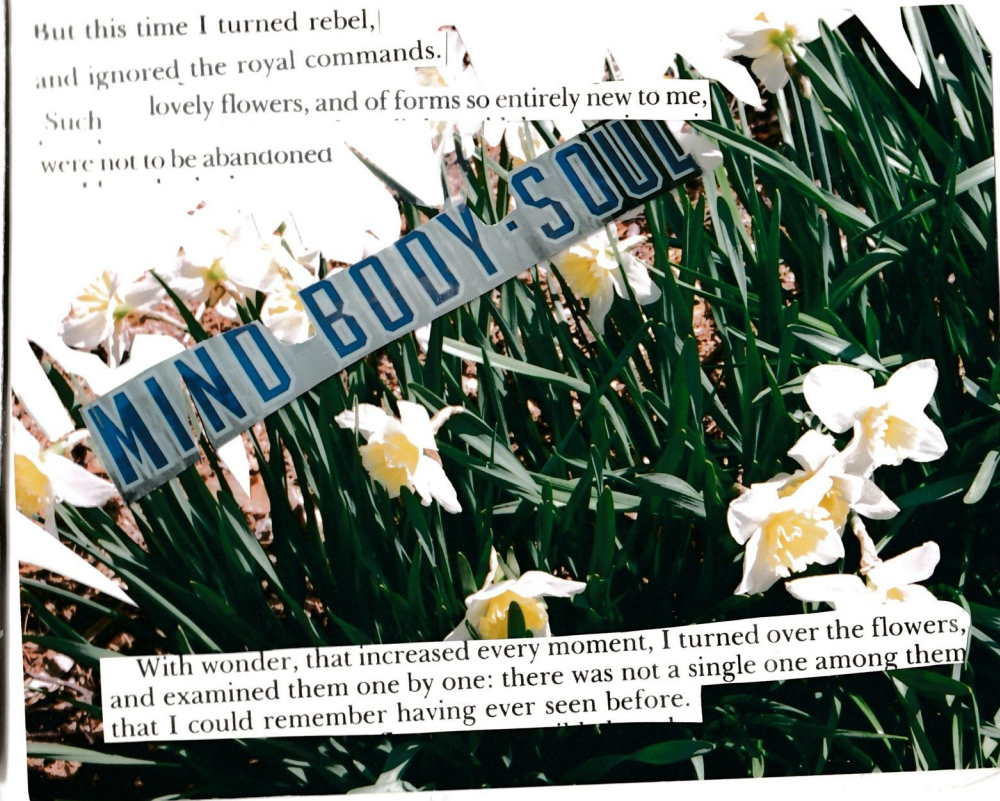 But this time I turned rebel,
and ignored the royal commands.
Such lovely flowers, and of forms so entirely new to me,
were not to be abandoned
MIND·BODY·SOUL
With wonder, that increased every moment, I turned over the flowers,
and examined them one by one: there was not a single one among them
that I could remember having ever seen before.